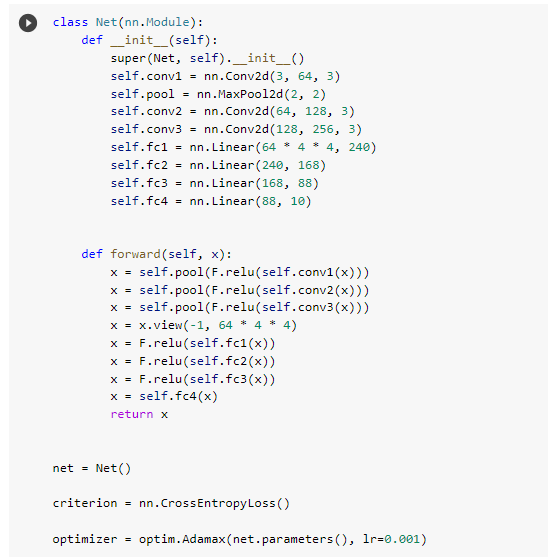 class Net(nn.Module):
    def __init__(self):
        super(Net, self).__init__()
        self.conv1 = nn.Conv2d(3, 64, 3)
        self.pool = nn.MaxPool2d(2, 2)
        self.conv2 = nn.Conv2d(64, 128, 3)
        self.conv3 = nn.Conv2d(128, 256, 3)
        self.fc1 = nn.Linear(64 * 4 * 4, 240)
        self.fc2 = nn.Linear(240, 168)
        self.fc3 = nn.Linear(168, 88)
        self.fc4 = nn.Linear(88, 10)
    def forward(self, x):
        x = self.pool(F.relu(self.conv1(x)))
        x = self.pool(F.relu(self.conv2(x)))
        x = self.pool(F.relu(self.conv3(x)))
        x = x.view(-1, 64 * 4 * 4)
        x = F.relu(self.fc1(x))
        x = F.relu(self.fc2(x))
        x = F.relu(self.fc3(x))
        x = self.fc4(x)
        return x
net = Net()
criterion = nn.CrossEntropyLoss()
optimizer = optim.Adamax(net.parameters(), lr=0.001)